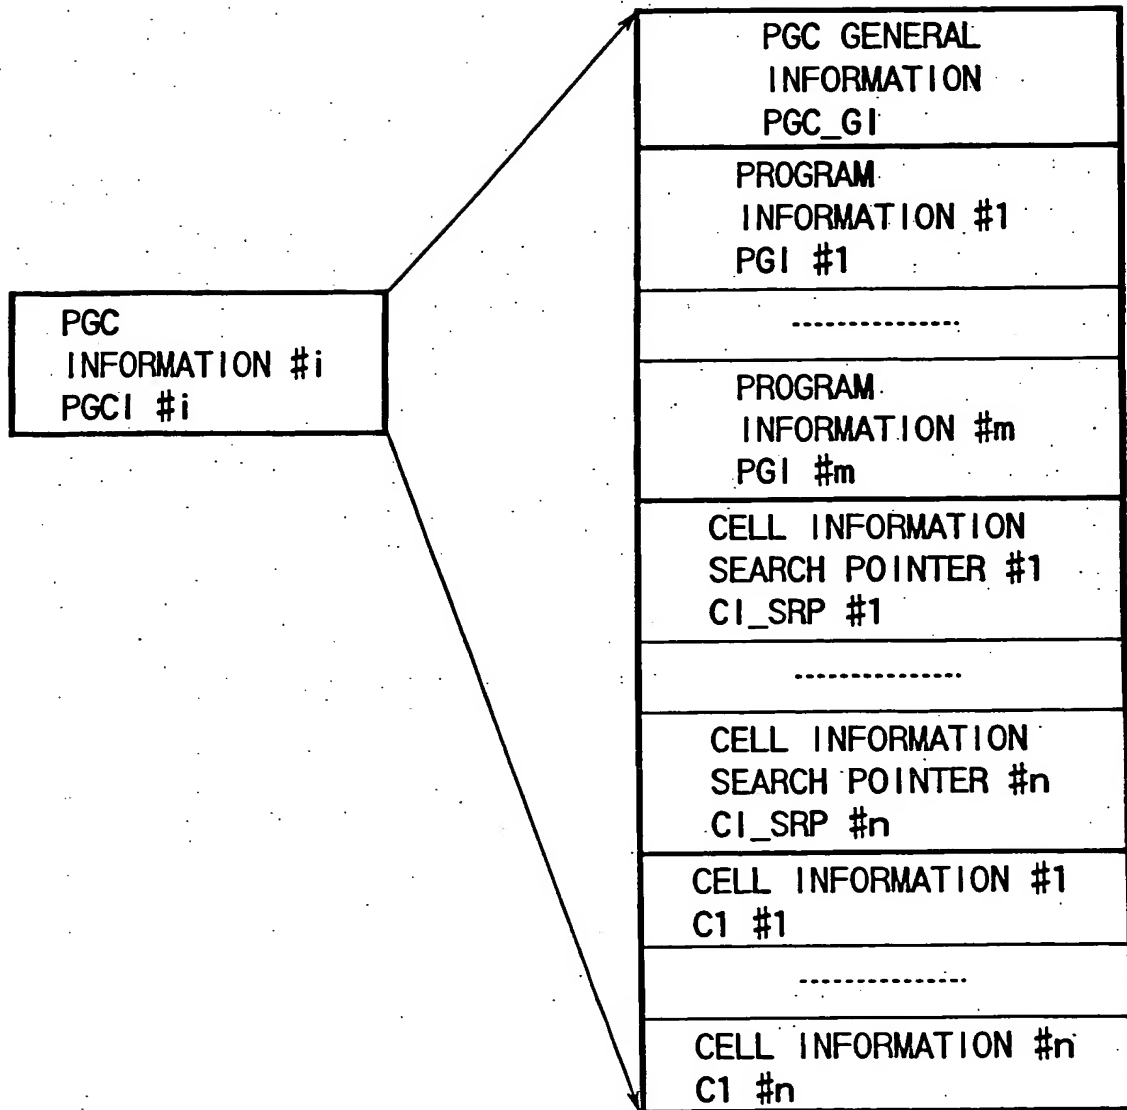 PGC GENERAL
INFORMATION
PGC_GI
PROGRAM
INFORMATION #1
PGI #1
PROGRAM
INFORMATION #m
PGI #m
PGC
INFORMATION #i
PGCI #i
CELL INFORMATION
SEARCH POINTER #1
CI_SRP #1
CELL INFORMATION
SEARCH POINTER #n
CI_SRP #n
CELL INFORMATION #1
C1 #1
CELL INFORMATION #n
C1 #n